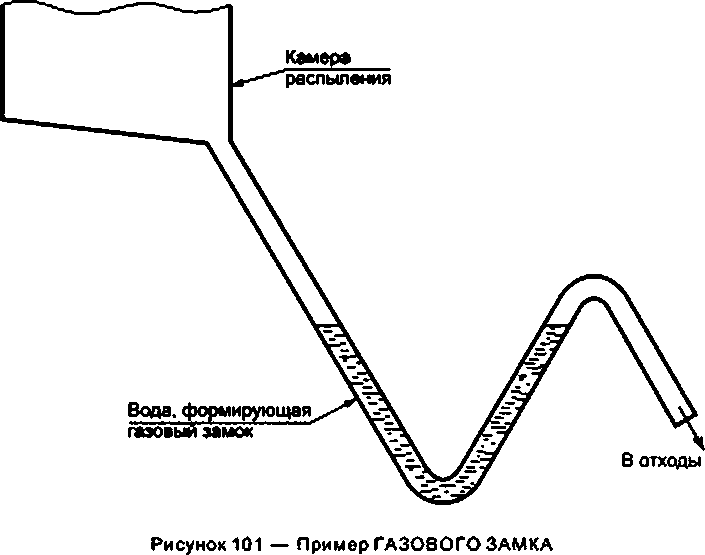 Камера
распыления
Вода, формирующая
газовый замок
В отходы
Рисунок 101 — Пример ГАЗОВОГО ЗАМКА